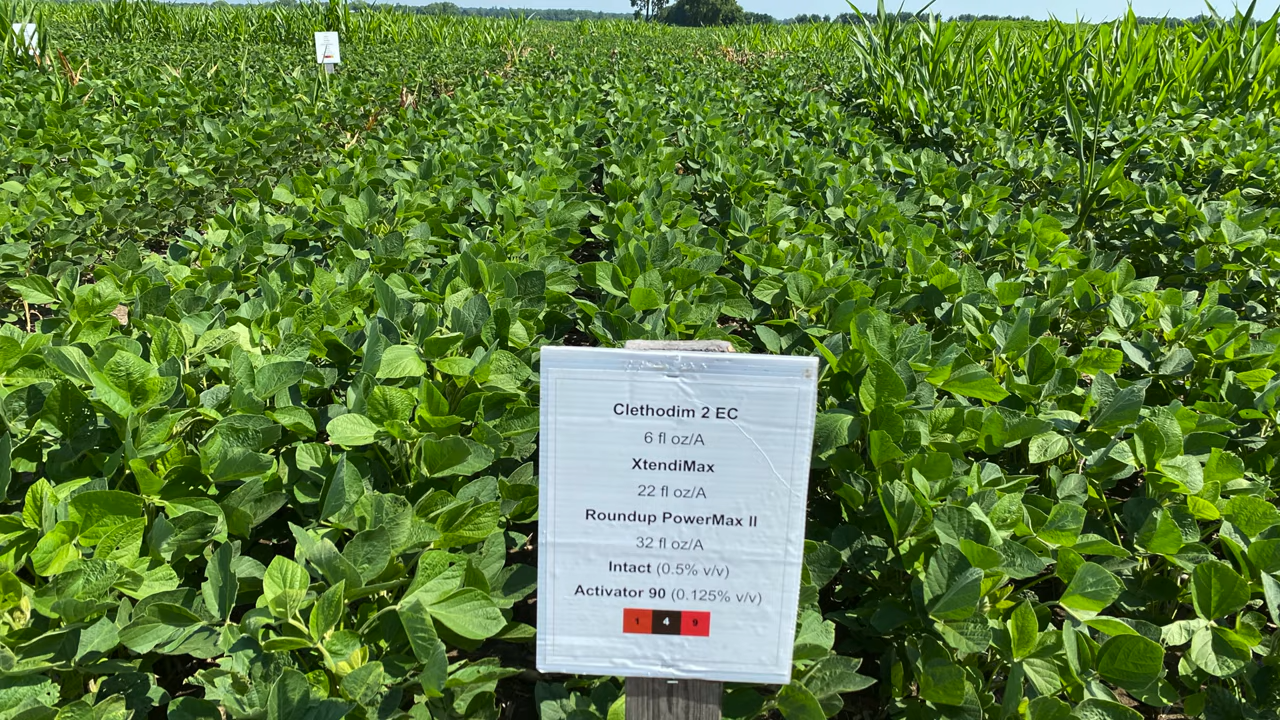 Clethodim 2 EC
6 fl oz/A
XtendiMax
22 fl oz/A
Roundup PowerMax II
32 fl oz/A
Intact (0.5% v/v)
Activator 90 (0.125% v/v)
1 4 9